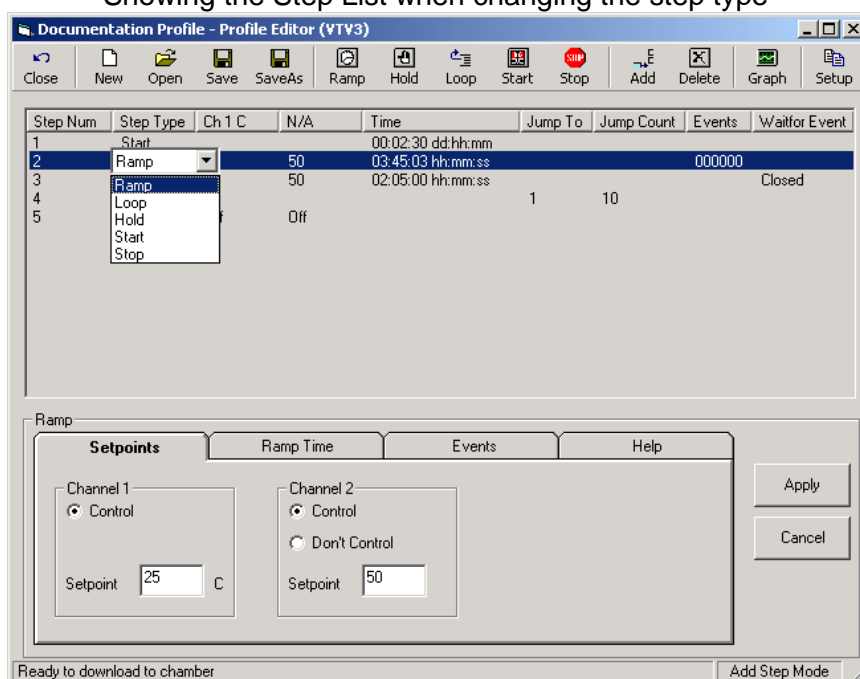 Showing the Step List when changing the step type
Documentation Profile - Profile Editor (VTV3)
Close New Open Save SaveAs Ramp Hold Loop Start Stop Add Delete Graph Setup
Step Num Step Type Ch 1 C N/A Time Jump To Jump Count Events Waitfor Event
1 Start 00:02:30 dd:hh:mm
2 Ramp 50 03:45:03 hh:mm:ss 000000
3 50 02:05:00 hh:mm:ss Closed
4 1 10
5 Off
Ramp
Loop
Hold
Start
Stop
Ramp
Setpoints Ramp Time Events Help
Channel 1
Control
Setpoint 25 C
Channel 2
Control
Don't Control
Setpoint 50
Apply
Cancel
Ready to download to chamber
Add Step Mode